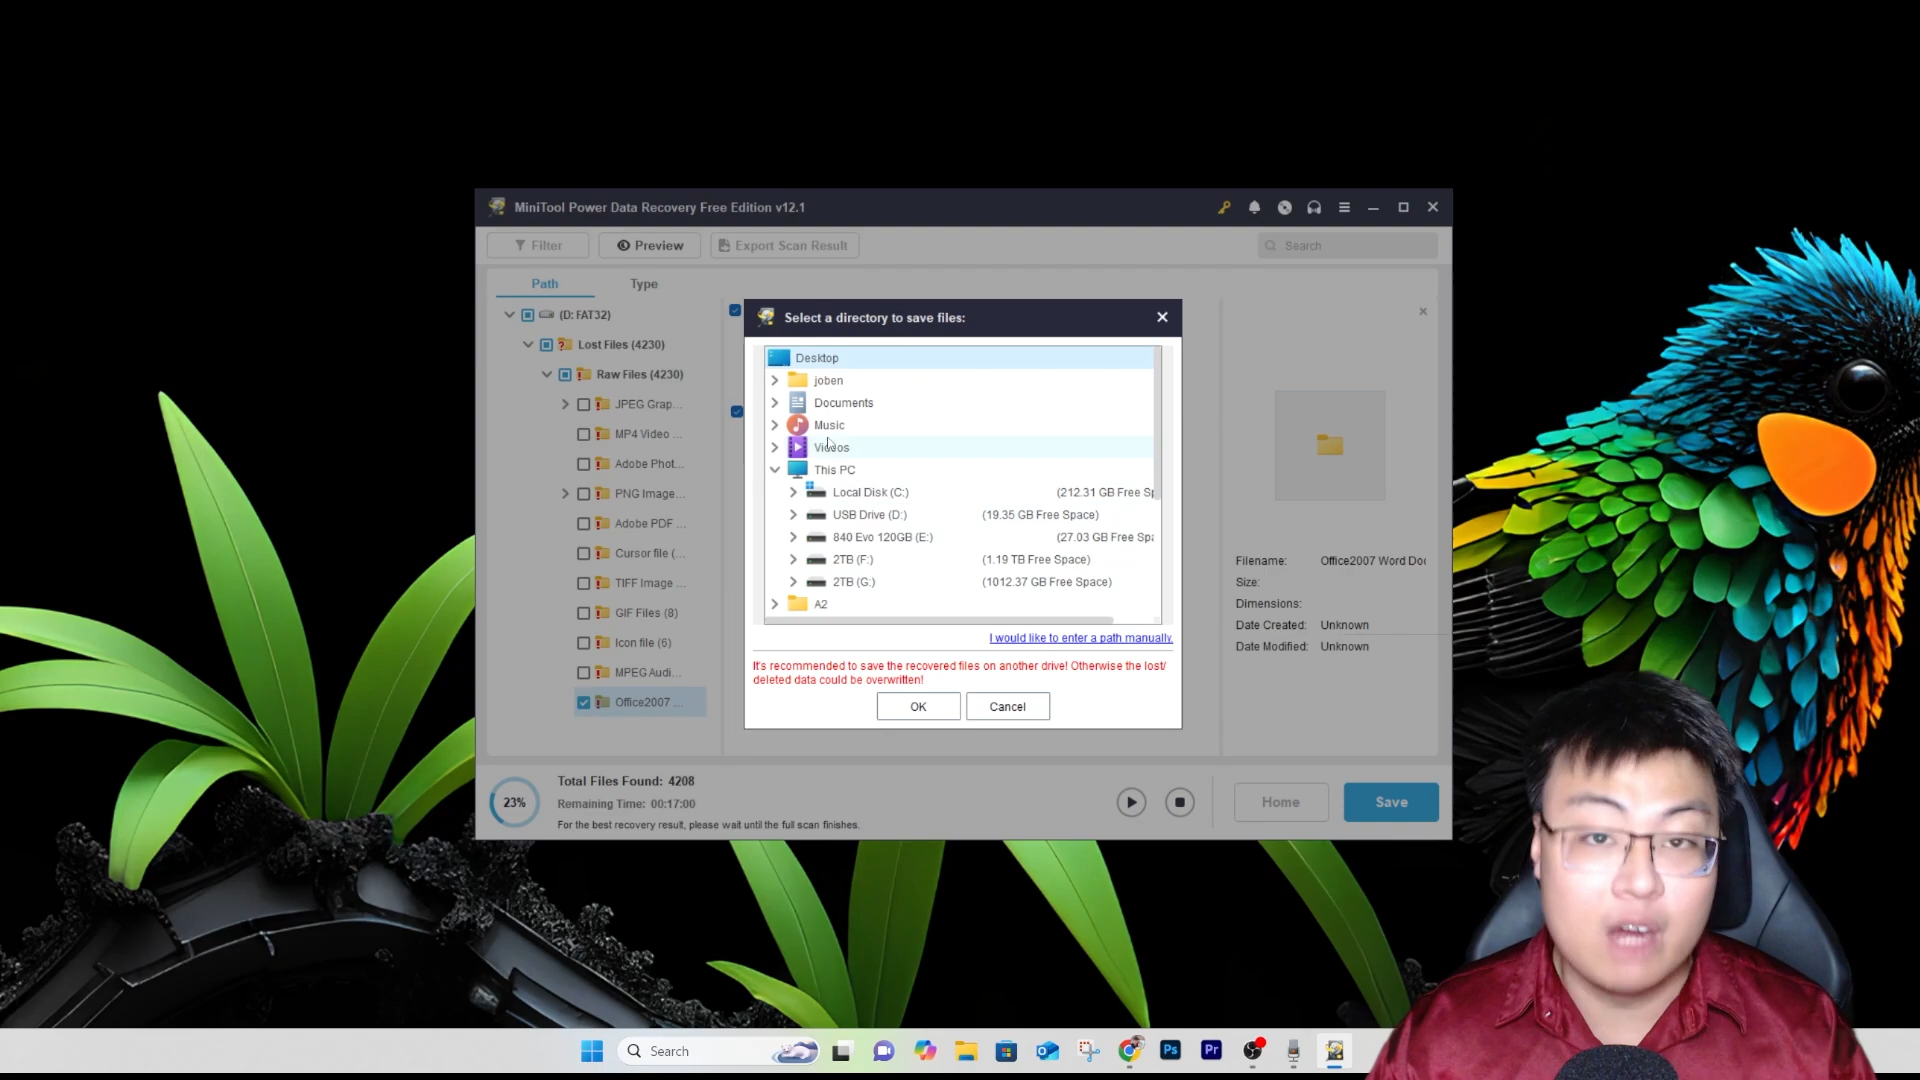 MiniTool Power Data Recovery Free Edition v12.1
Filter
Preview
Export Scan Result
Search
Path
Type
(D: FAT32)
Lost Files (4230)
Raw Files (4230)
JPEG Grap...
MP4 Video ...
Adobe Phot...
PNG Image...
Adobe PDF ...
Cursor file (...
TIFF Image ...
GIF Files (8)
Icon file (6)
MPEG Audi...
Office2007 ...
Select a directory to save files:
Desktop
joben
Documents
Music
Videos
This PC
Local Disk (C:) (212.31 GB Free Sp
USB Drive (D:) (19.35 GB Free Space)
840 Evo 120GB (E:) (27.03 GB Free Spa
2TB (F:) (1.19 TB Free Space)
2TB (G:) (1012.37 GB Free Space)
A2
I would like to enter a path manually.
It's recommended to save the recovered files on another drive! Otherwise the lost/
deleted data could be overwritten!
OK
Cancel
Filename: Office2007 Word Doc
Size:
Dimensions:
Date Created: Unknown
Date Modified: Unknown
23%
Total Files Found: 4208
Remaining Time: 00:17:00
For the best recovery result, please wait until the full scan finishes.
Home
Save
Search
Ps
Pr